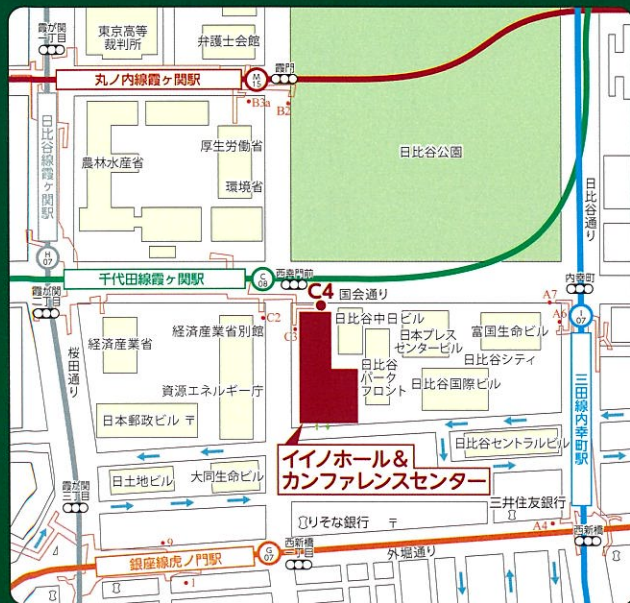 霞が関
一丁目
東京高等
裁判所
弁護士会館
丸ノ内線霞ヶ関駅
M
15
霞門
B3a
B2
日比谷線霞ヶ関駅
農林水産省
厚生労働省
環境省
日比谷公園
日比谷通り
H
07
千代田線霞ヶ関駅
C
08
西幸門前
霞が関
二丁目
C4
国会通り
内幸町
A7
A6
I
07
C2
C3
桜田通り
経済産業省
経済産業省別館
資源エネルギー庁
日本郵政ビル 〒
日比谷中日ビル
日比谷
パーク
フロント
日本プレス
センタービル
富国生命ビル
日比谷シティ
日比谷国際ビル
三田線内幸町駅
イイノホール&
カンファレンスセンター
日比谷セントラルビル
日土地ビル
大同生命ビル
霞が関
三丁目
りそな銀行
〒
三井住友銀行
A4
9
銀座線虎ノ門駅
G
07
西新橋
一丁目
外堀通り
西新橋
1